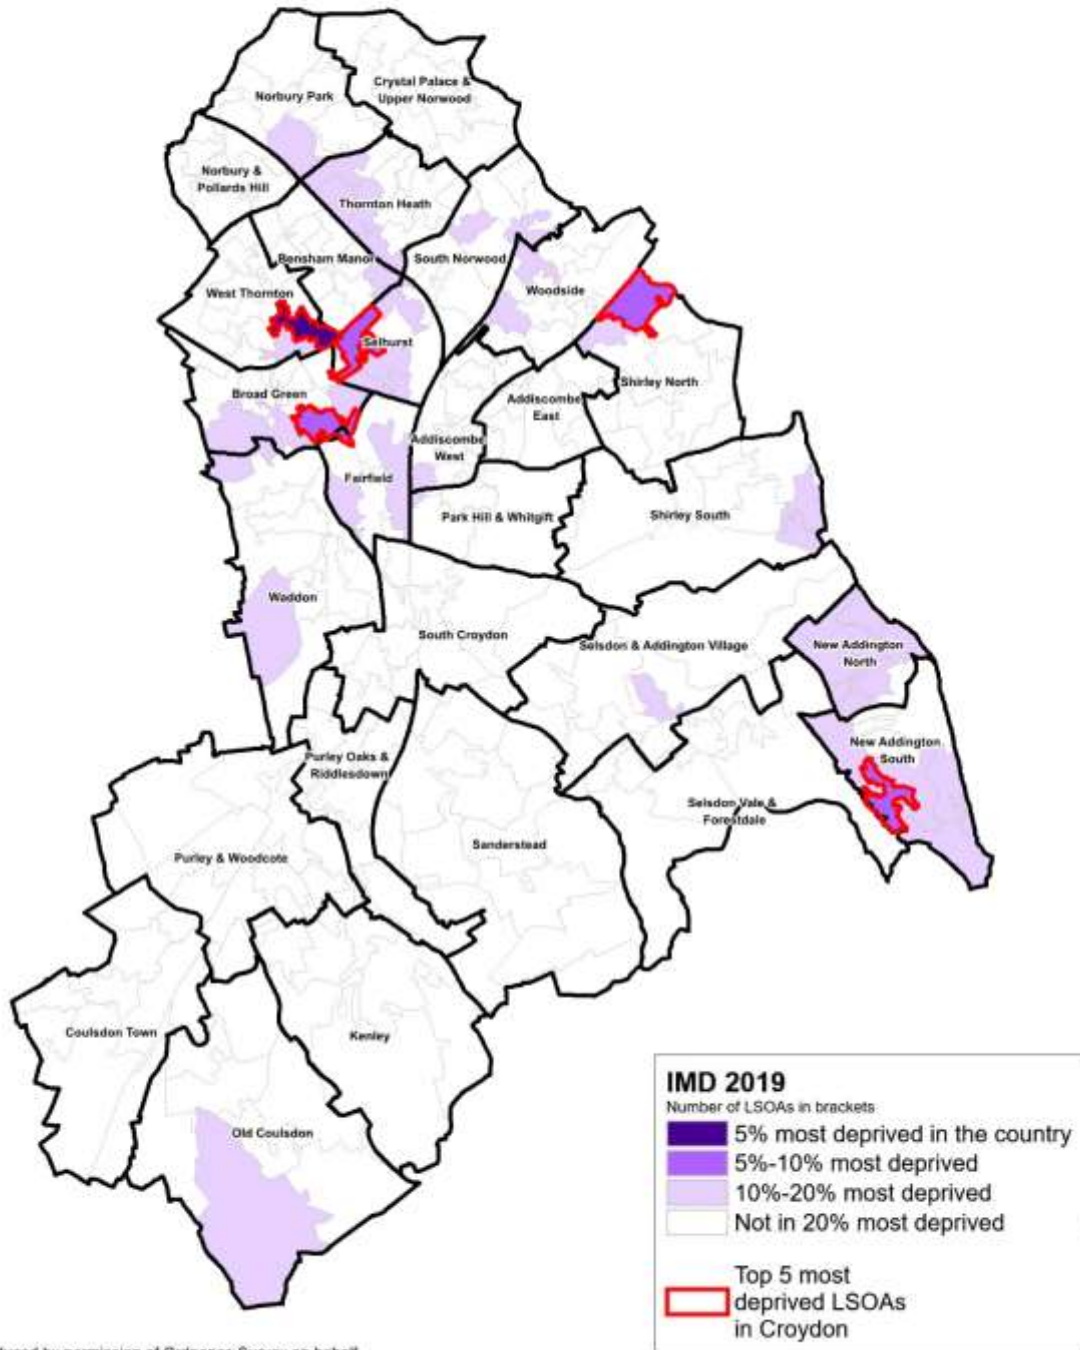 Norbury Park
Crystal Palace &
Upper Norwood
Norbury &
Pollards Hill
Thornton Heath
Bensham Manor
South Norwood
West Thornton
Woodside
Selhurst
Broad Green
Shirley North
Addiscombe
East
Addiscombe
West
Fairfield
Park Hill & Whitgift
Shirley South
Waddon
South Croydon
Selsdon & Addington Village
New Addington
North
New Addington
South
Purley Oaks &
Riddlesdown
Selsdon Vale &
Forestdale
Sanderstead
Purley & Woodcote
Coulsdon Town
Kenley
Old Coulsdon
IMD 2019
Number of LSOAs in brackets
5% most deprived in the country
5%-10% most deprived
10%-20% most deprived
Not in 20% most deprived
Top 5 most
deprived LSOAs
in Croydon